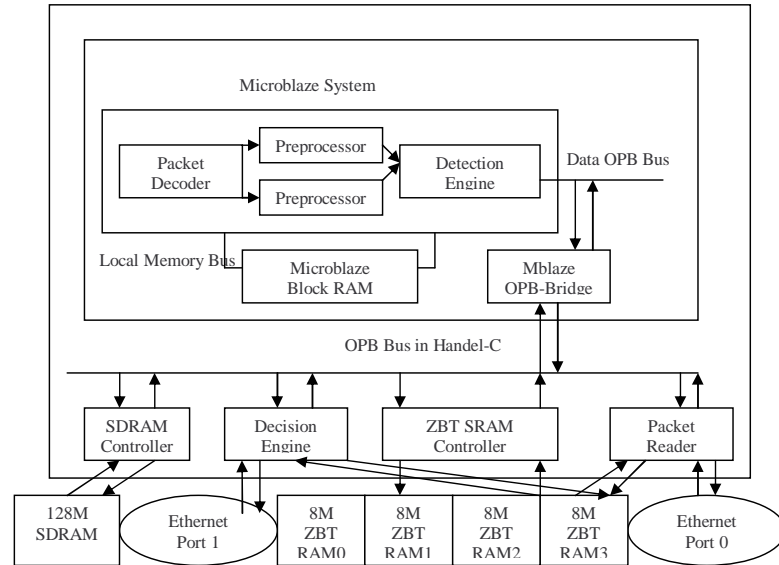 Microblaze System
Preprocessor
Packet
Decoder
Preprocessor
Detection
Engine
Data OPB Bus
Local Memory Bus
Microblaze
Block RAM
Mblaze
OPB-Bridge
OPB Bus in Handel-C
SDRAM
Controller
Decision
Engine
ZBT SRAM
Controller
Packet
Reader
128M
SDRAM
Ethernet
Port 1
8M
ZBT
RAM0
8M
ZBT
RAM1
8M
ZBT
RAM2
8M
ZBT
RAM3
Ethernet
Port 0